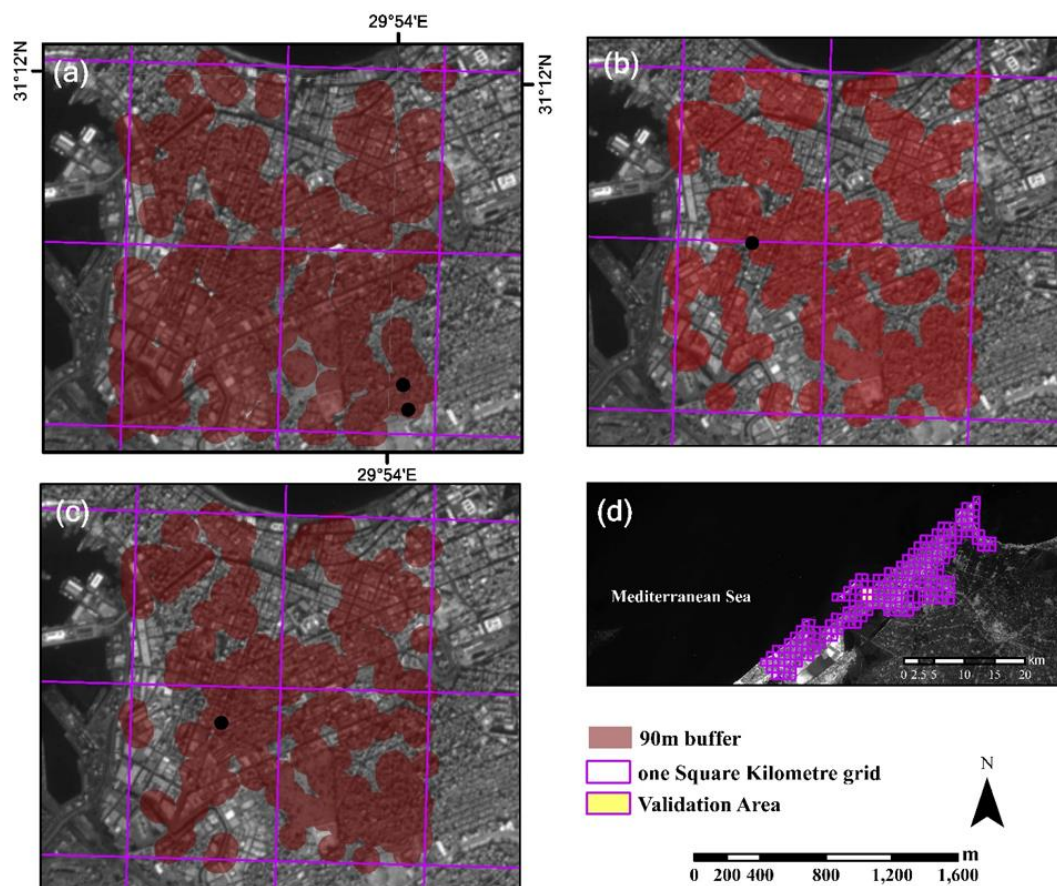 29°54'E
31°12'N
(a)
31°12'N
(b)
29°54'E
(c)
(d)
Mediterranean Sea
km
0 2.5 5 10 15 20
90m buffer
one Square Kilometre grid
Validation Area
N
m
0 200 400 800 1,200 1,600